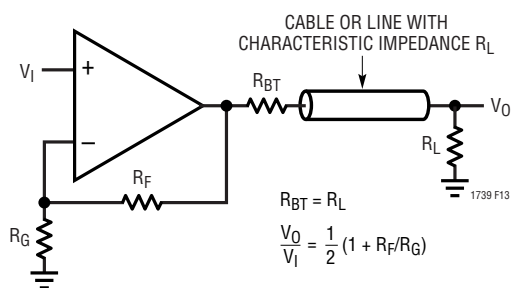 CABLE OR LINE WITH
CHARACTERISTIC IMPEDANCE RL
VI
+
–
RBT
VO
RL
RF
RG
1739 F13
RBT = RL
VO/VI = 1/2 (1 + RF/RG)